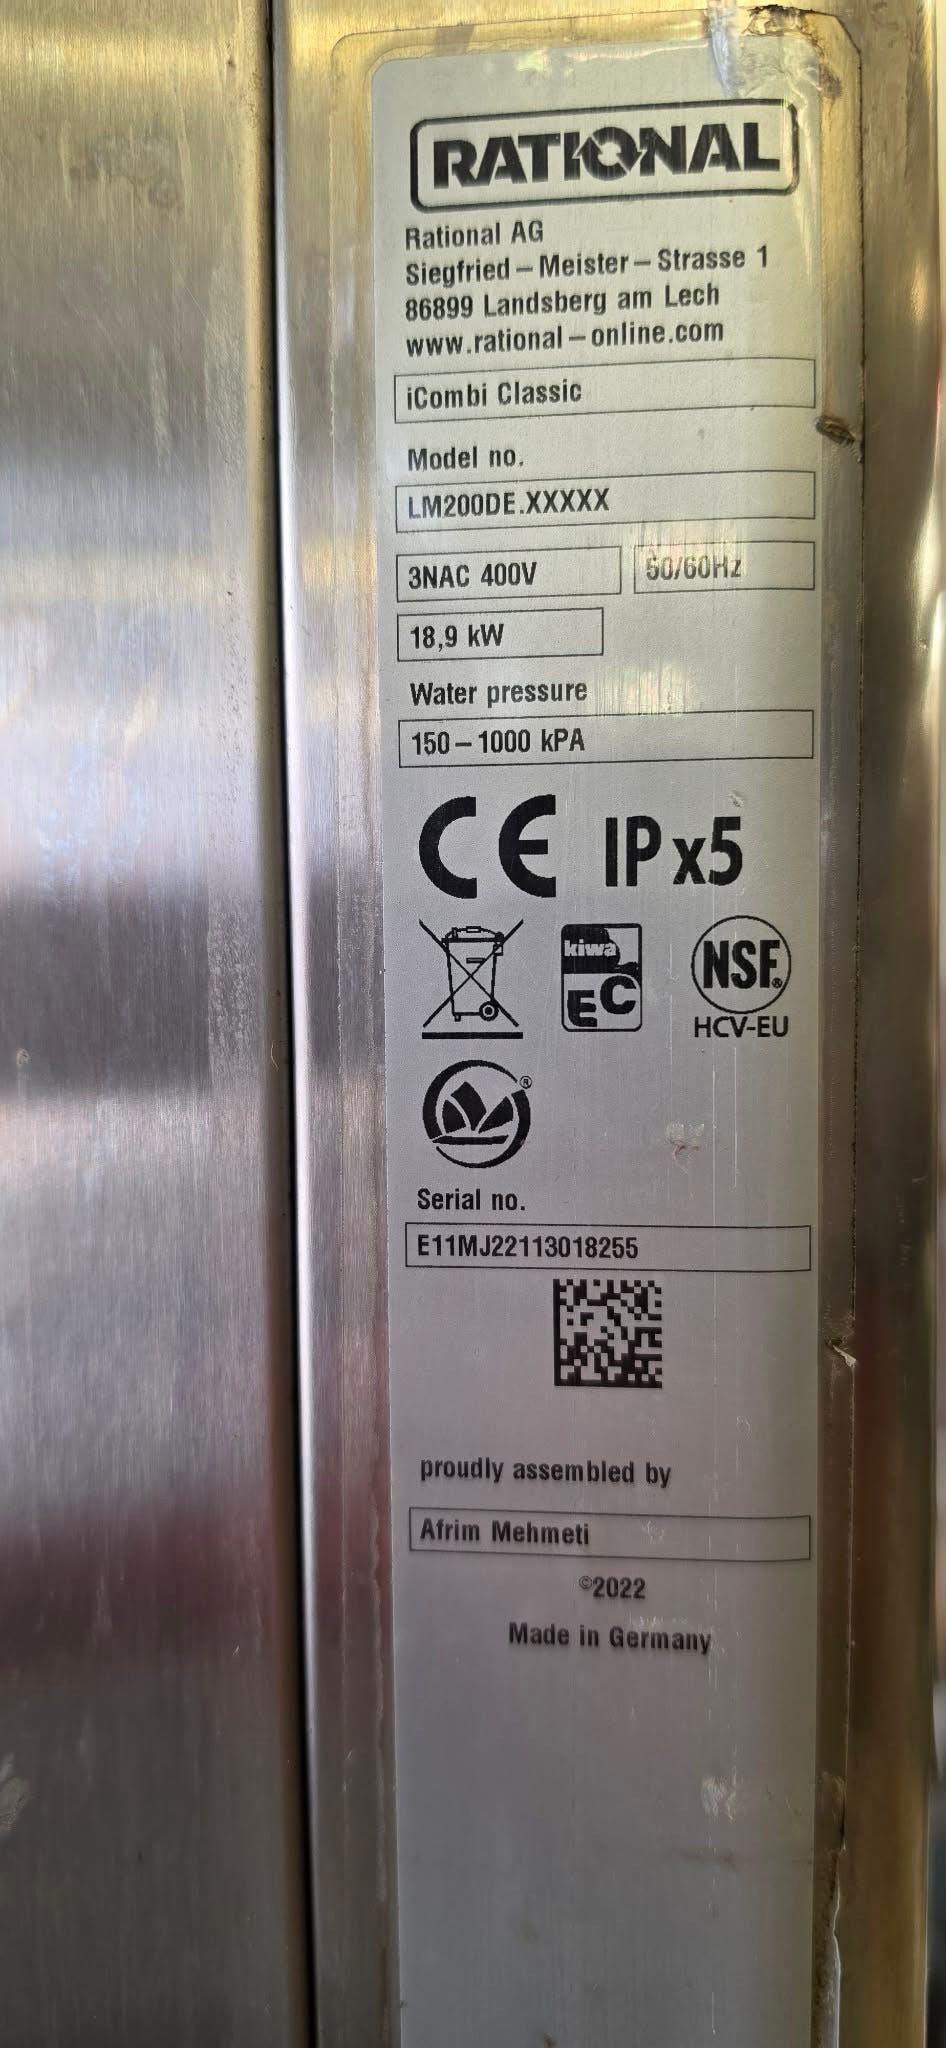 RATIONAL
Rational AG
Siegfried – Meister – Strasse 1
86899 Landsberg am Lech
www.rational – online.com
iCombi Classic
Model no.
LM200DE.XXXXX
3NAC 400V 50/60Hz
18,9 kW
Water pressure
150 – 1000 kPA
CE IPx5
kiwa
EC
NSF®
HCV-EU
®
Serial no.
E11MJ22113018255
proudly assembled by
Afrim Mehmeti
©2022
Made in Germany